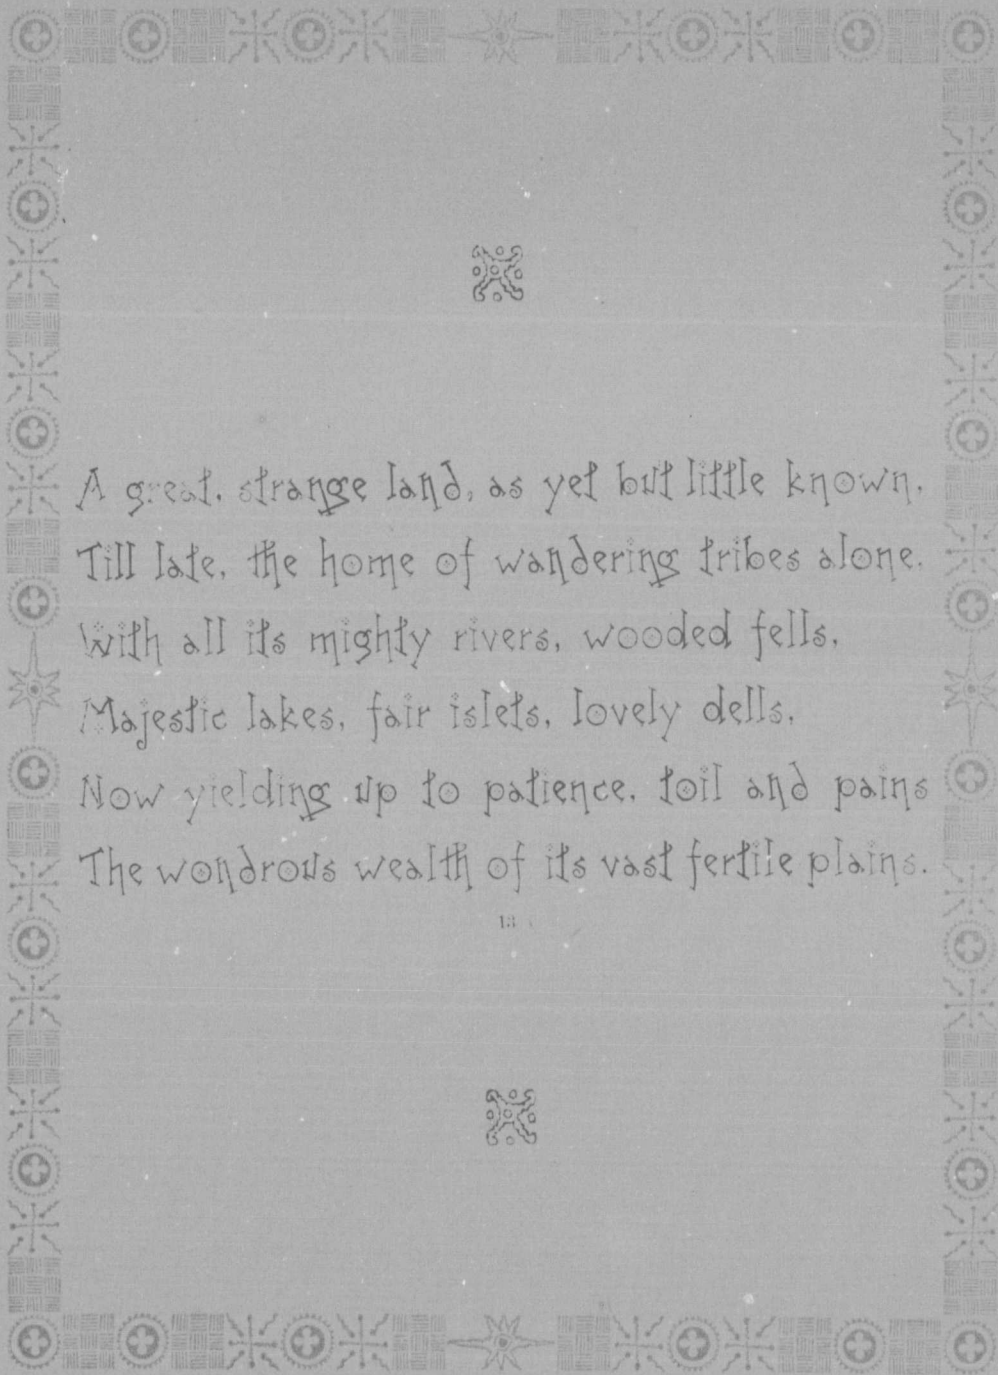 A great, strange land, as yet but little known,
Till late, the home of wandering tribes alone.
With all its mighty rivers, wooded fells,
Majestic lakes, fair islets, lovely dells,
Now yielding up to patience, toil and pains
The wondrous wealth of its vast fertile plains.
13